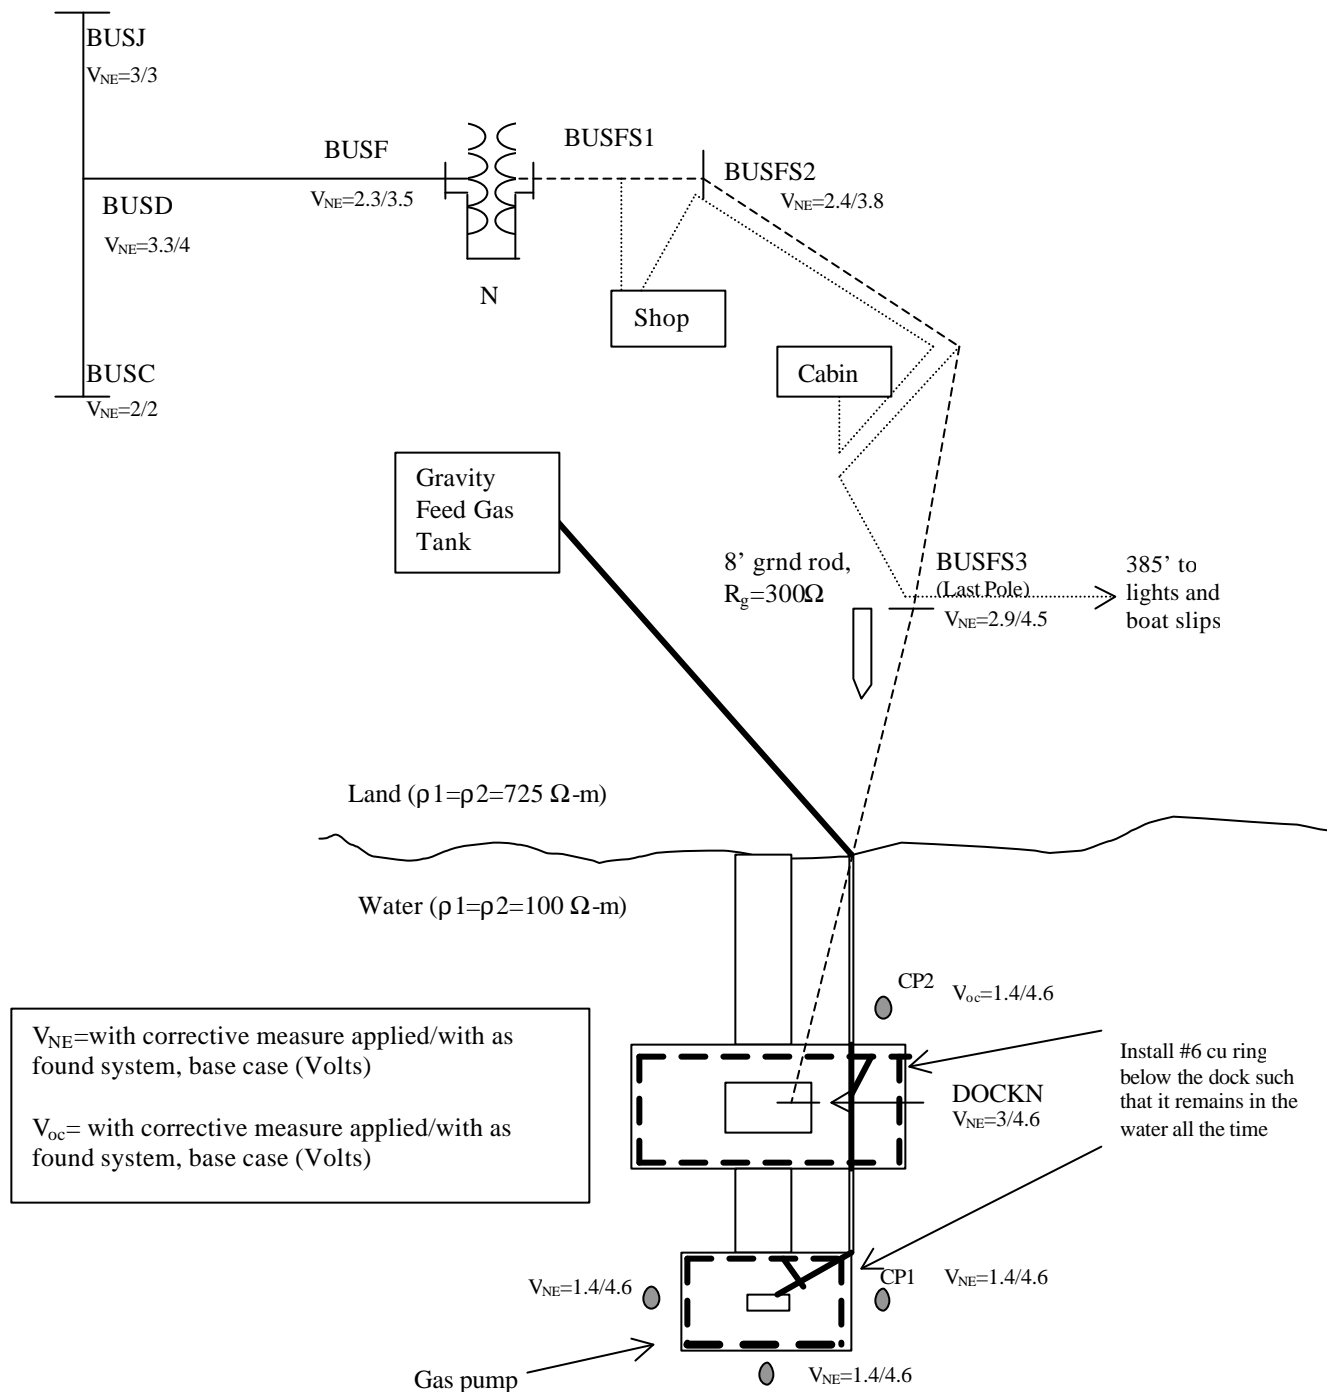 BUSJ
VNE=3/3
BUSF
VNE=2.3/3.5
BUSFS1
BUSFS2
VNE=2.4/3.8
BUSD
VNE=3.3/4
N
Shop
Cabin
BUSC
VNE=2/2
Gravity
Feed Gas
Tank
8’ grnd rod,
Rg=300Ω
BUSFS3
(Last Pole)
VNE=2.9/4.5
385’ to
lights and
boat slips
Land (ρ1=ρ2=725 Ω-m)
Water (ρ1=ρ2=100 Ω-m)
CP2
Voc=1.4/4.6
VNE=with corrective measure applied/with as
found system, base case (Volts)
Voc= with corrective measure applied/with as
found system, base case (Volts)
DOCKN
VNE=3/4.6
Install #6 cu ring
below the dock such
that it remains in the
water all the time
VNE=1.4/4.6
CP1
VNE=1.4/4.6
Gas pump
VNE=1.4/4.6